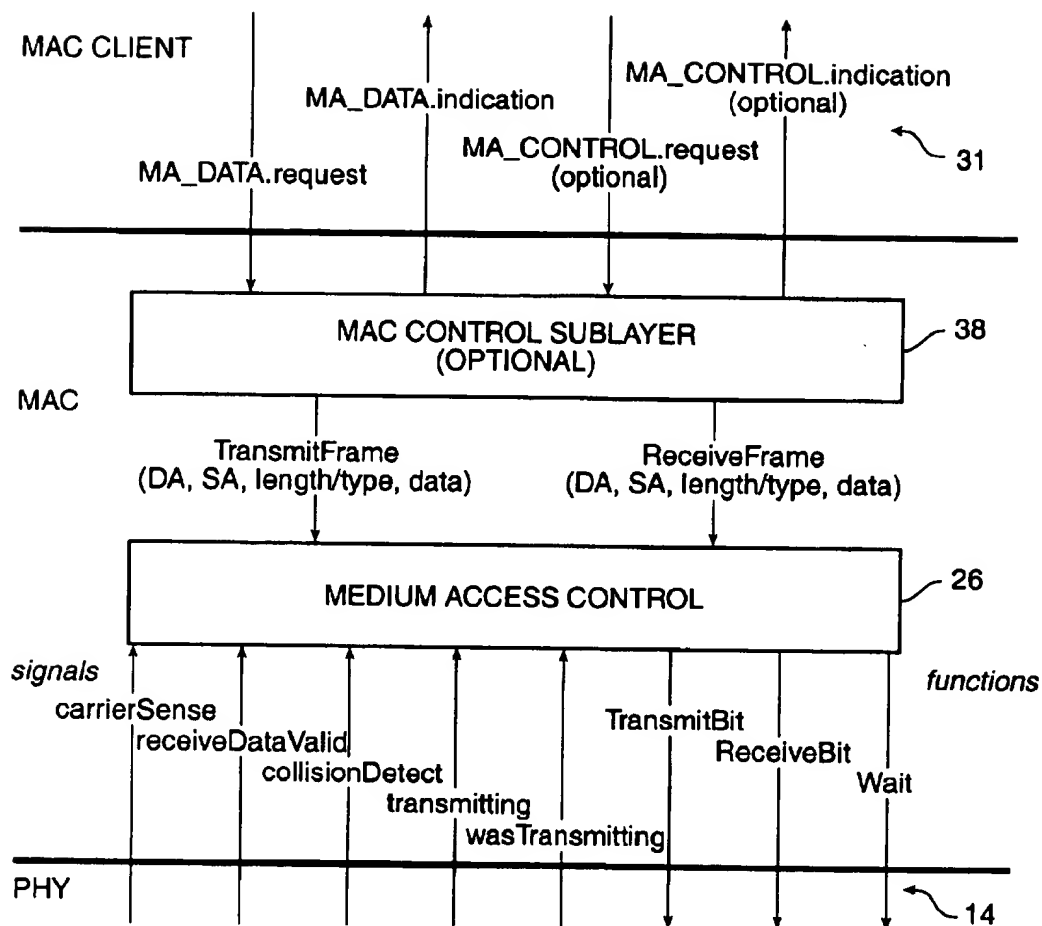 MAC CLIENT
MA_DATA.request
MA_DATA.indication
MA_CONTROL.request
(optional)
MA_CONTROL.indication
(optional)
31
MAC CONTROL SUBLAYER
(OPTIONAL)
38
MAC
TransmitFrame
(DA, SA, length/type, data)
ReceiveFrame
(DA, SA, length/type, data)
MEDIUM ACCESS CONTROL
26
signals
functions
carrierSense
receiveDataValid
collisionDetect
transmitting
wasTransmitting
TransmitBit
ReceiveBit
Wait
PHY
14